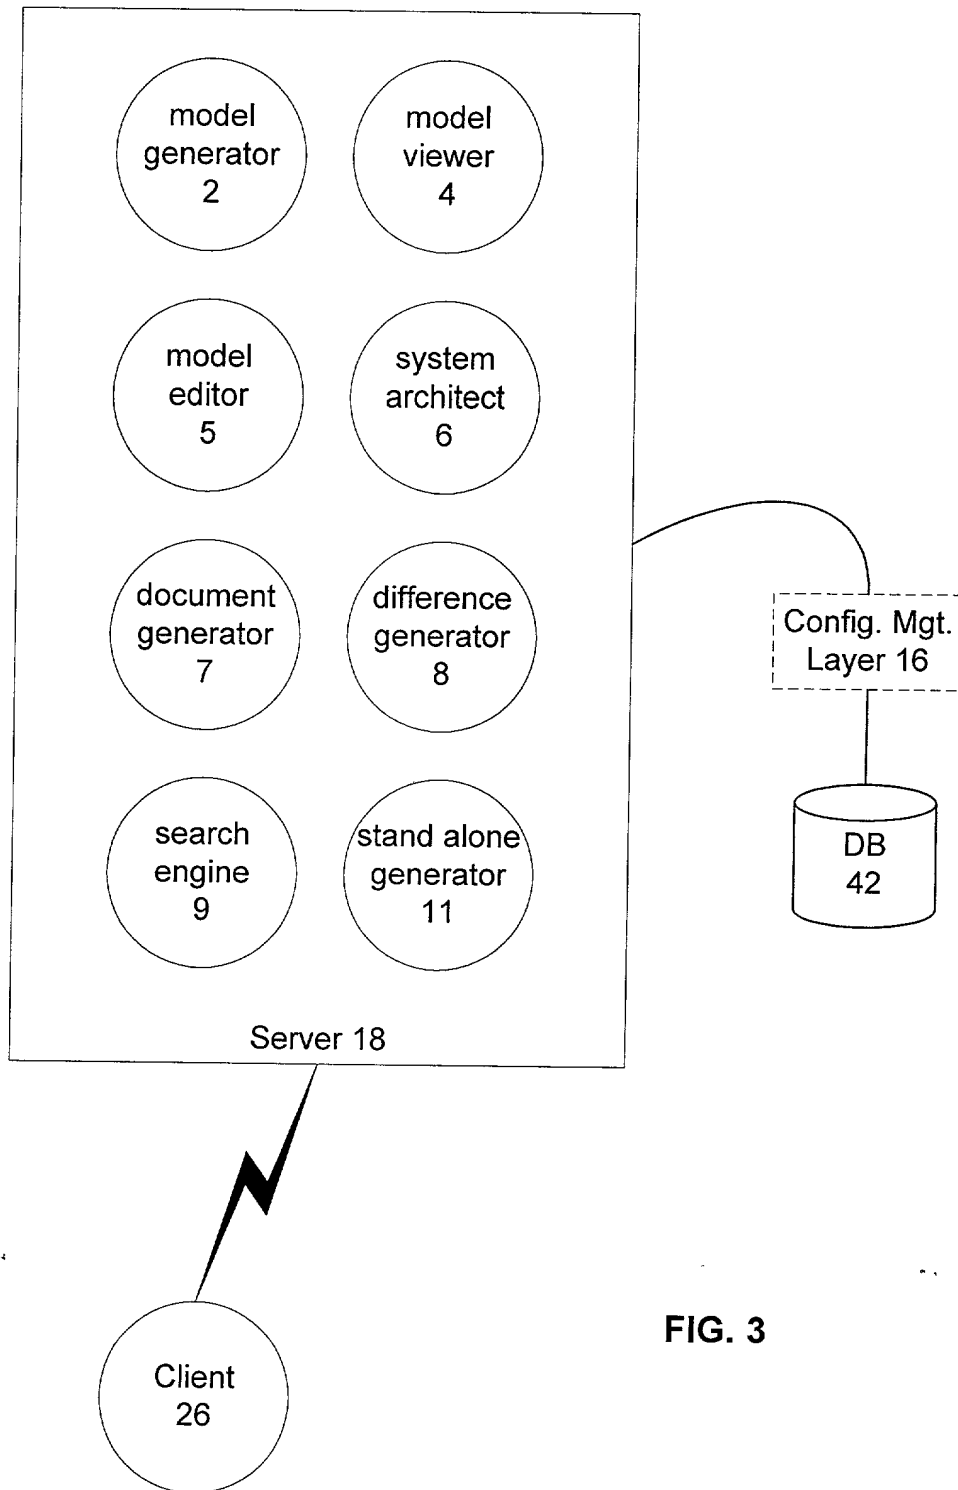 model
generator
2
model
viewer
4
model
editor
5
system
architect
6
document
generator
7
difference
generator
8
search
engine
9
stand alone
generator
11
Server 18
Config. Mgt.
Layer 16
DB
42
Client
26
FIG. 3